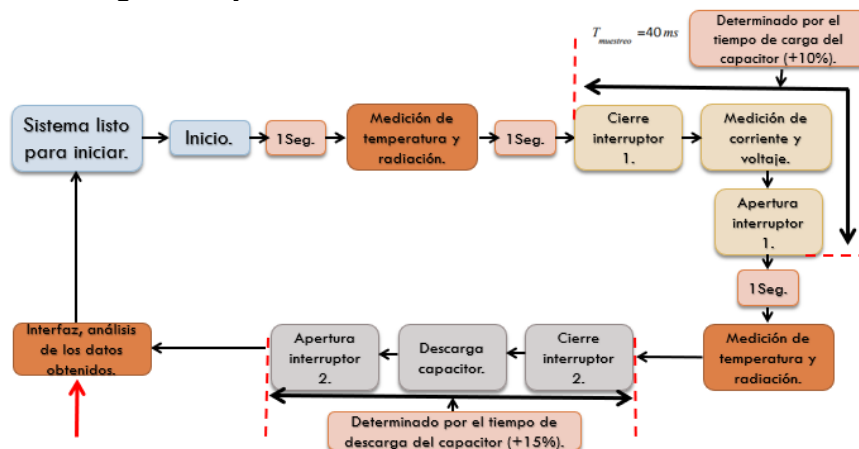 T muestreo =40 ms
Determinado por el
tiempo de carga del
capacitor (+10%).
Sistema listo
para iniciar.
Inicio.
1Seg.
Medición de
temperatura y
radiación.
1Seg.
Cierre
interruptor
1.
Medición de
corriente y
voltaje.
Apertura
interruptor
1.
1Seg.
Medición de
temperatura y
radiación.
Cierre
interruptor
2.
Descarga
capacitor.
Apertura
interruptor
2.
Determinado por el tiempo de
descarga del capacitor (+15%).
Interfaz, análisis
de los datos
obtenidos.